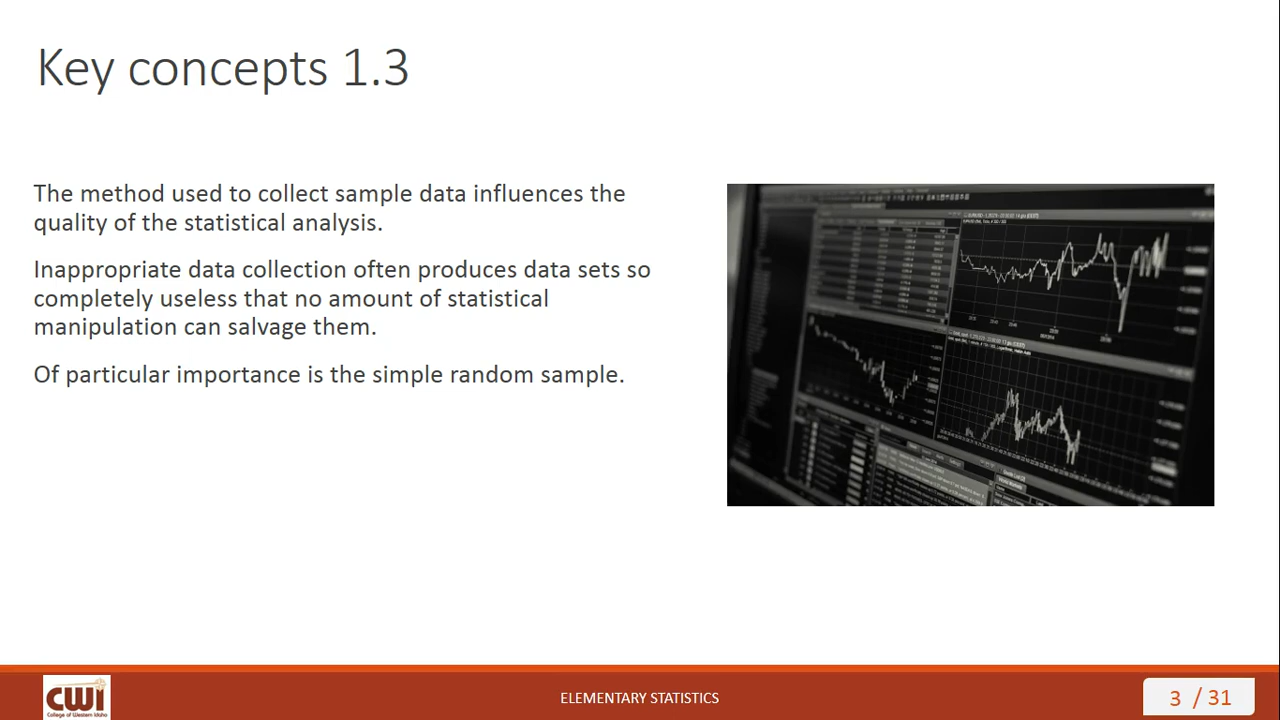 Key concepts 1.3
The method used to collect sample data influences the
quality of the statistical analysis.
Inappropriate data collection often produces data sets so
completely useless that no amount of statistical
manipulation can salvage them.
Of particular importance is the simple random sample.
CWI
College of Western Idaho
ELEMENTARY STATISTICS
3 / 31